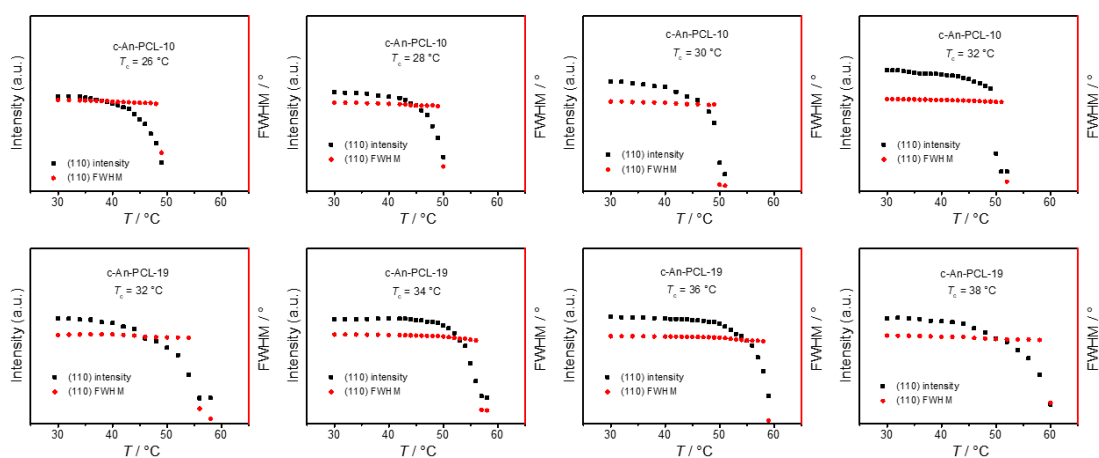 c-An-PCL-10
Tc = 26 °C
Intensity (a.u.)
FWHM / °
(110) intensity
(110) FWHM
30 40 50 60
T / °C
c-An-PCL-10
Tc = 28 °C
Intensity (a.u.)
FWHM / °
(110) intensity
(110) FWHM
30 40 50 60
T / °C
c-An-PCL-10
Tc = 30 °C
Intensity (a.u.)
FWHM / °
(110) intensity
(110) FWHM
30 40 50 60
T / °C
c-An-PCL-10
Tc = 32 °C
Intensity (a.u.)
FWHM / °
(110) intensity
(110) FWHM
30 40 50 60
T / °C
c-An-PCL-19
Tc = 32 °C
Intensity (a.u.)
FWHM / °
(110) intensity
(110) FWHM
30 40 50 60
T / °C
c-An-PCL-19
Tc = 34 °C
Intensity (a.u.)
FWHM / °
(110) intensity
(110) FWHM
30 40 50 60
T / °C
c-An-PCL-19
Tc = 36 °C
Intensity (a.u.)
FWHM / °
(110) intensity
(110) FWHM
30 40 50 60
T / °C
c-An-PCL-19
Tc = 38 °C
Intensity (a.u.)
FWHM / °
(110) intensity
(110) FWHM
30 40 50 60
T / °C